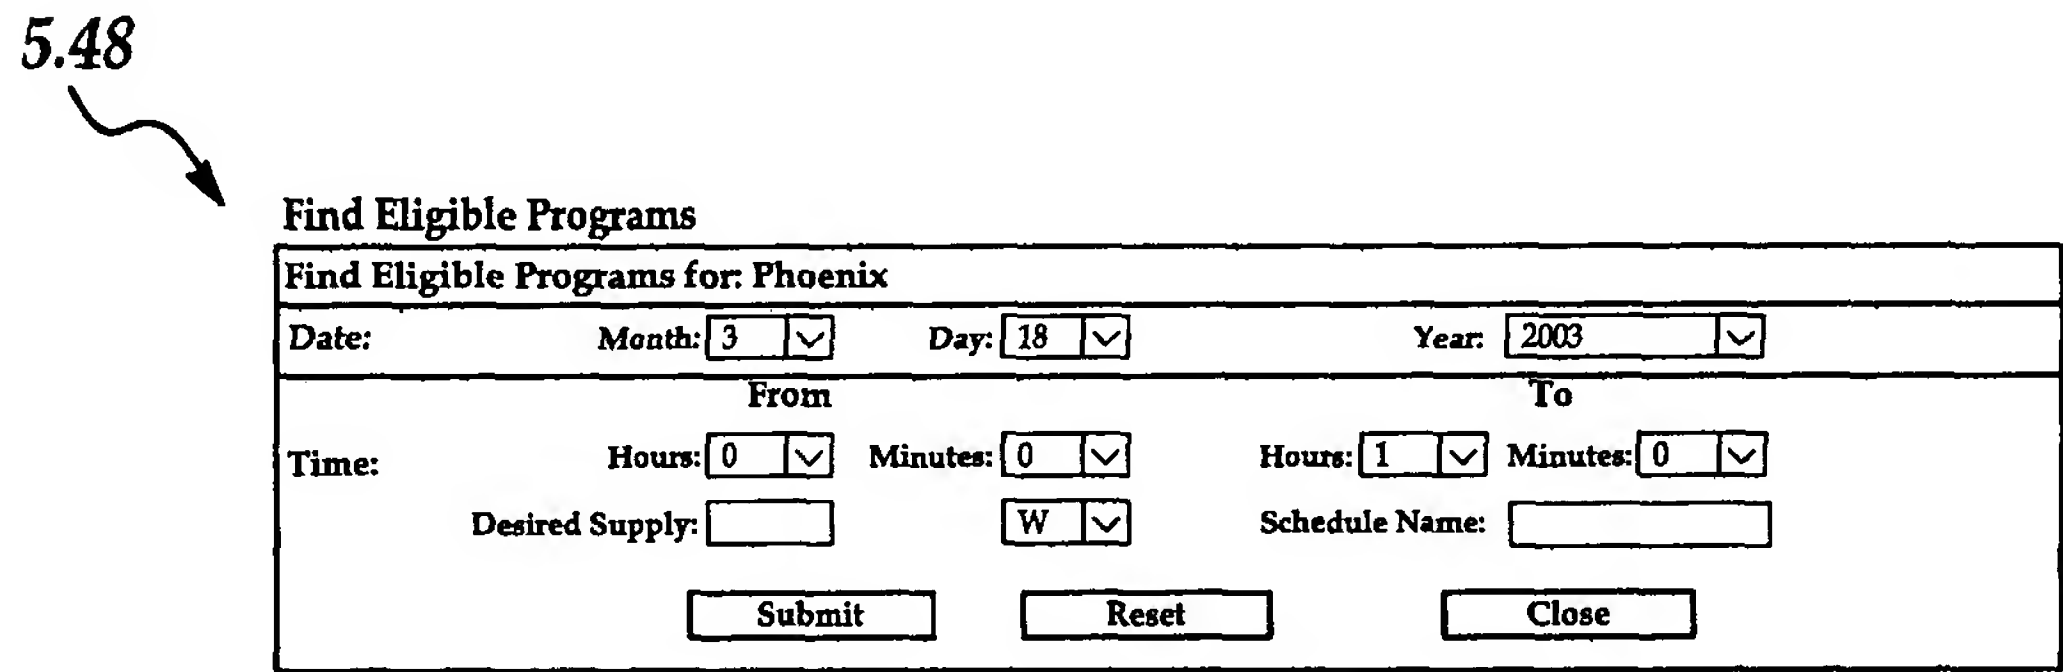 5.48
Find Eligible Programs
Find Eligible Programs for: Phoenix
Date: Month: 3 Day: 18 Year: 2003
From To
Time: Hours: 0 Minutes: 0 Hours: 1 Minutes: 0
Desired Supply: W Schedule Name:
Submit Reset Close